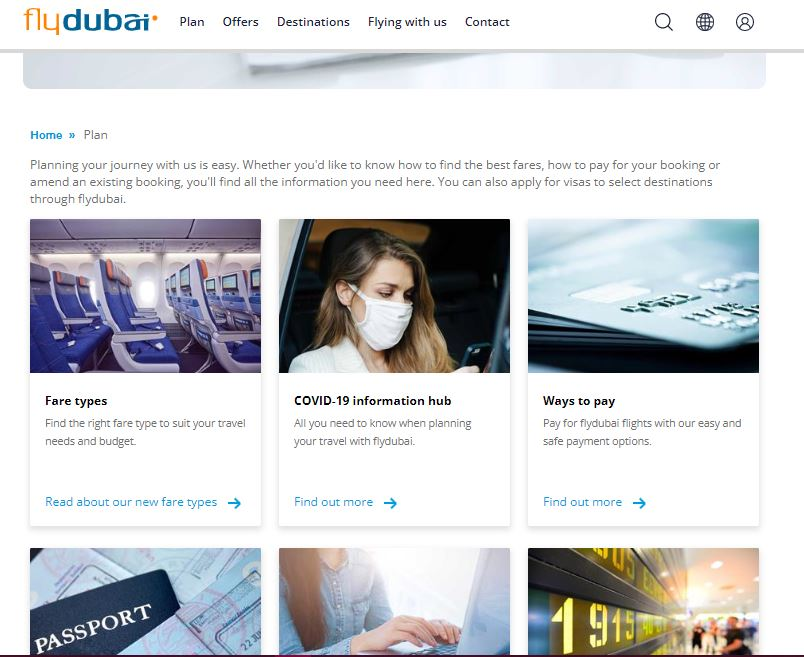 flydubai
Plan
Offers
Destinations
Flying with us
Contact
Home » Plan
Planning your journey with us is easy. Whether you'd like to know how to find the best fares, how to pay for your booking or
amend an existing booking, you'll find all the information you need here. You can also apply for visas to select destinations
through flydubai.
Fare types
Find the right fare type to suit your travel
needs and budget.
Read about our new fare types →
COVID-19 information hub
All you need to know when planning
your travel with flydubai.
Find out more →
Ways to pay
Pay for flydubai flights with our easy and
safe payment options.
Find out more →
PASSPORT
1915